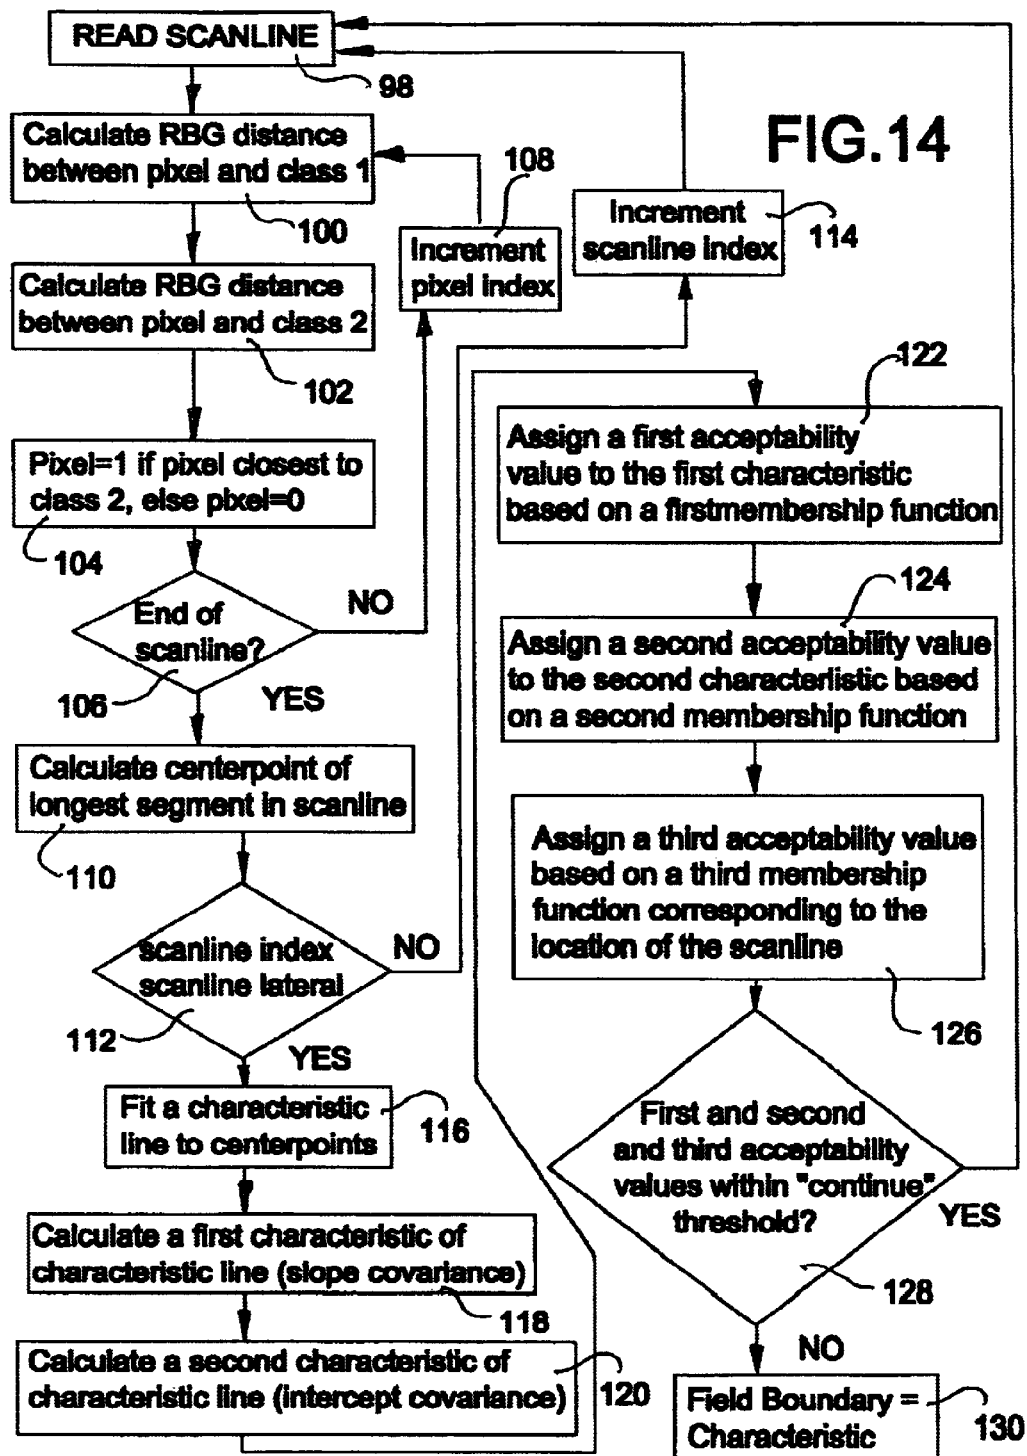 READ SCANLINE
98
FIG.14
Calculate RBG distance
between pixel and class 1
100
108
Increment
pixel index
Increment
scanline index
114
Calculate RBG distance
between pixel and class 2
102
Pixel=1 if pixel closest to
class 2, else pixel=0
104
End of
scanline?
106
NO
YES
Calculate centerpoint of
longest segment in scanline
110
scanline index
scanline lateral
112
NO
YES
Fit a characteristic
line to centerpoints
116
Calculate a first characteristic of
characteristic line (slope covariance)
118
Calculate a second characteristic of
characteristic line (intercept covariance)
120
122
Assign a first acceptability
value to the first characteristic
based on a firstmembership function
124
Assign a second acceptability value
to the second characterlistic based
on a second membership function
Assign a third acceptability value
based on a third membership
function corresponding to the
location of the scanline
126
First and second
and third acceptability
values within "continue"
threshold?
YES
128
NO
Field Boundary =
Characteristic
130